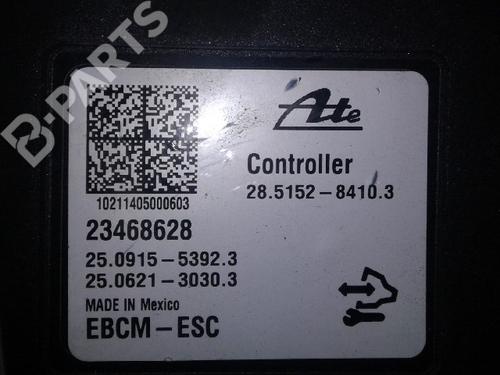 B-PARTS
Ate
Controller
28.5152-8410.3
10211405000603
23468628
25.0915-5392.3
25.0621-3030.3
MADE IN Mexico
EBCM-ESC